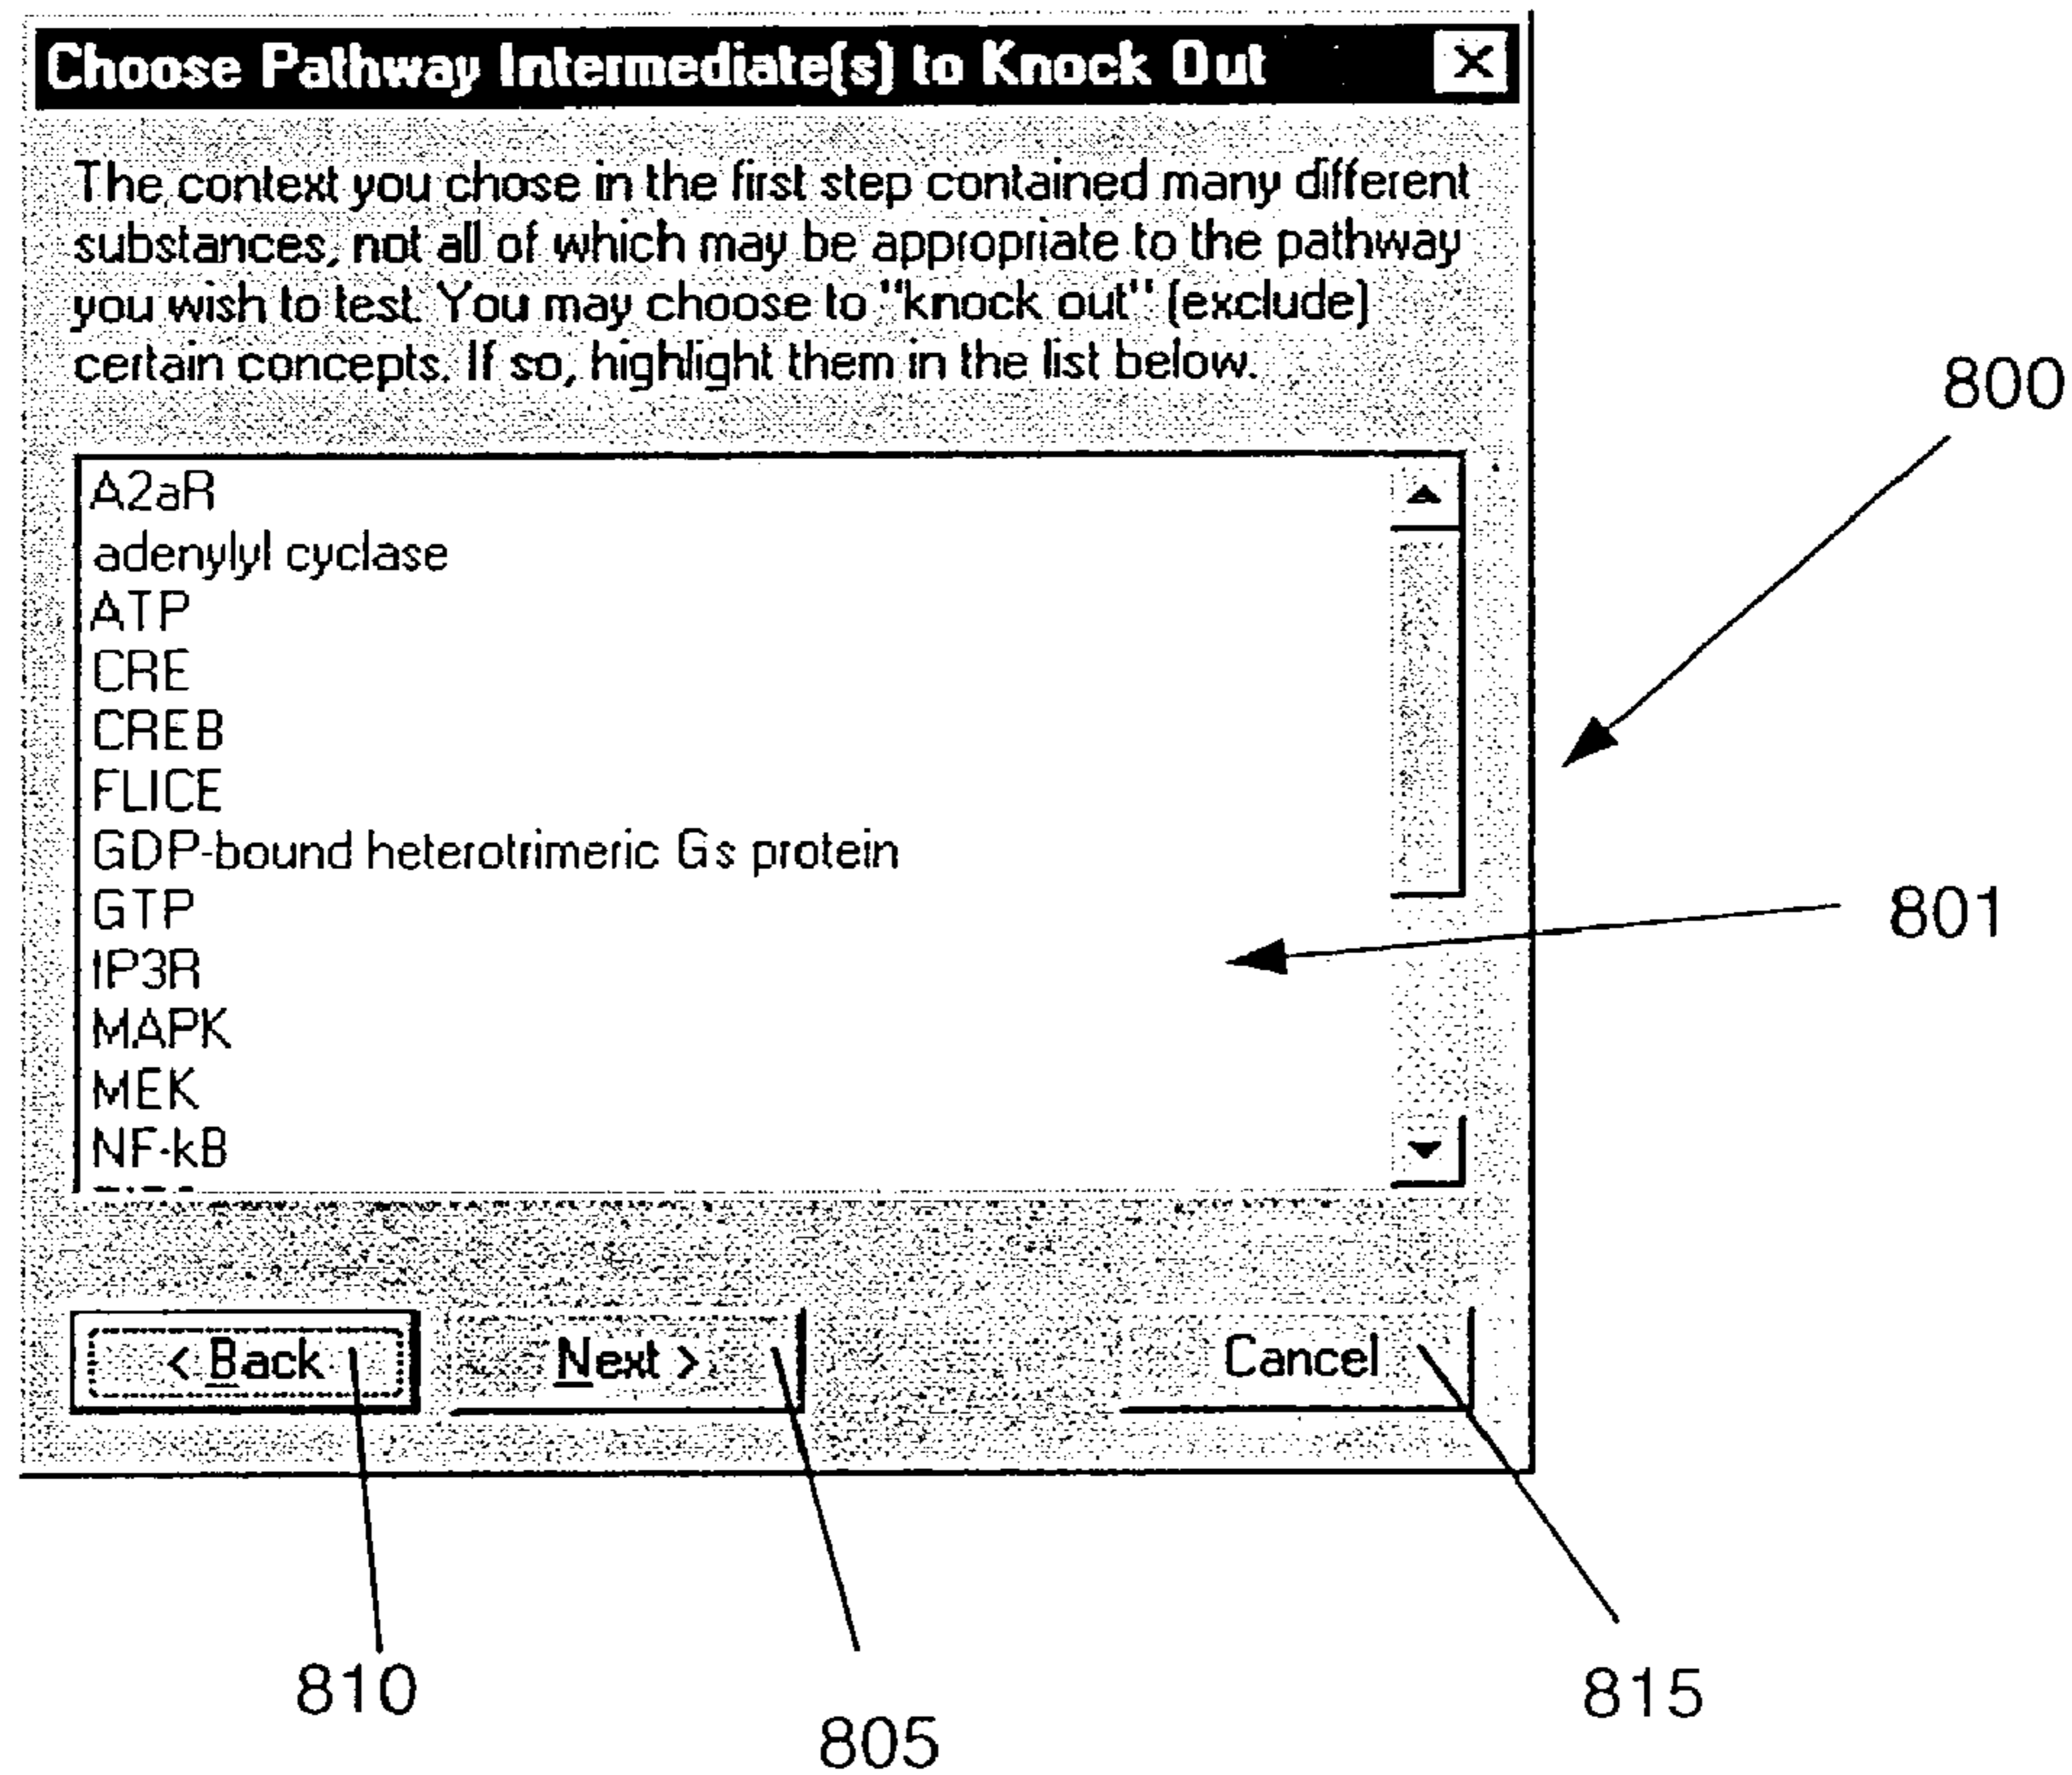 Choose Pathway Intermediate(s) to Knock Out
The context you chose in the first step contained many different
substances, not all of which may be appropriate to the pathway
you wish to test. You may choose to "knock out" (exclude)
certain concepts. If so, highlight them in the list below.
800
A2aR
adenylyl cyclase
ATP
CRE
CREB
FLICE
GDP-bound heterotrimeric Gs protein
GTP
801
IP3R
MAPK
MEK
NF-kB
< Back
Next >
Cancel
810
805
815